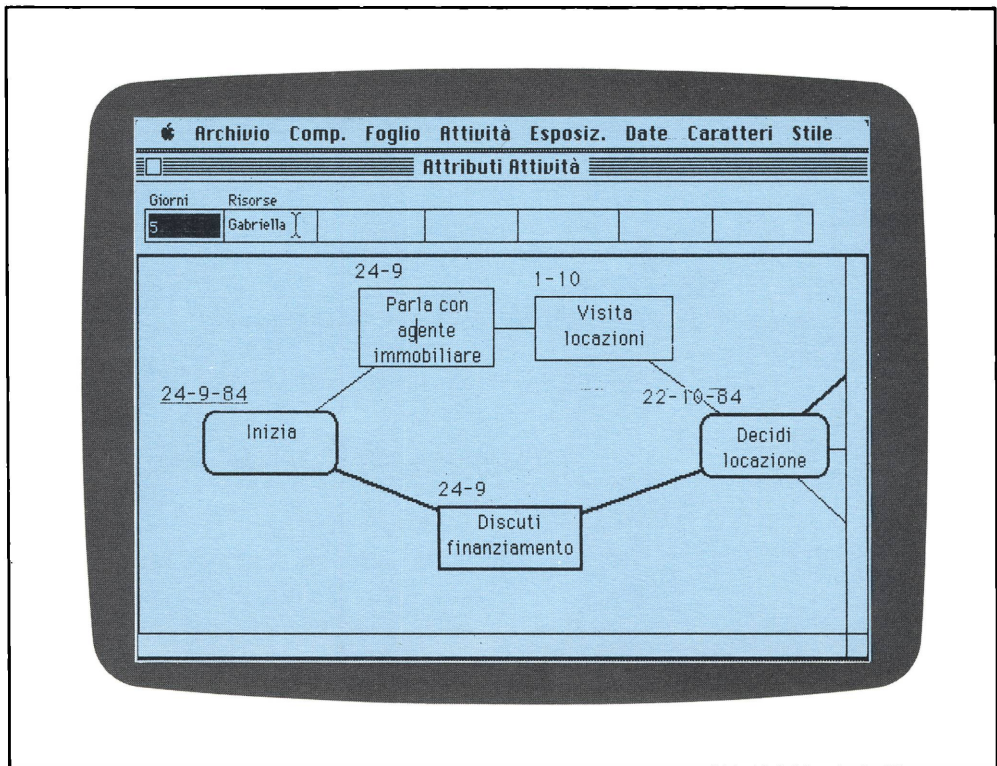 Archivio Comp. Foglio Attività Esposiz. Date Caratteri Stile
Attributi Attività
Giorni Risorse
5 Gabriella
24-9
Parla con
agente
immobiliare
1-10
Visita
locazioni
24-9-84
Inizia
22-10-84
Decidi
locazione
24-9
Discuti
finanziamento